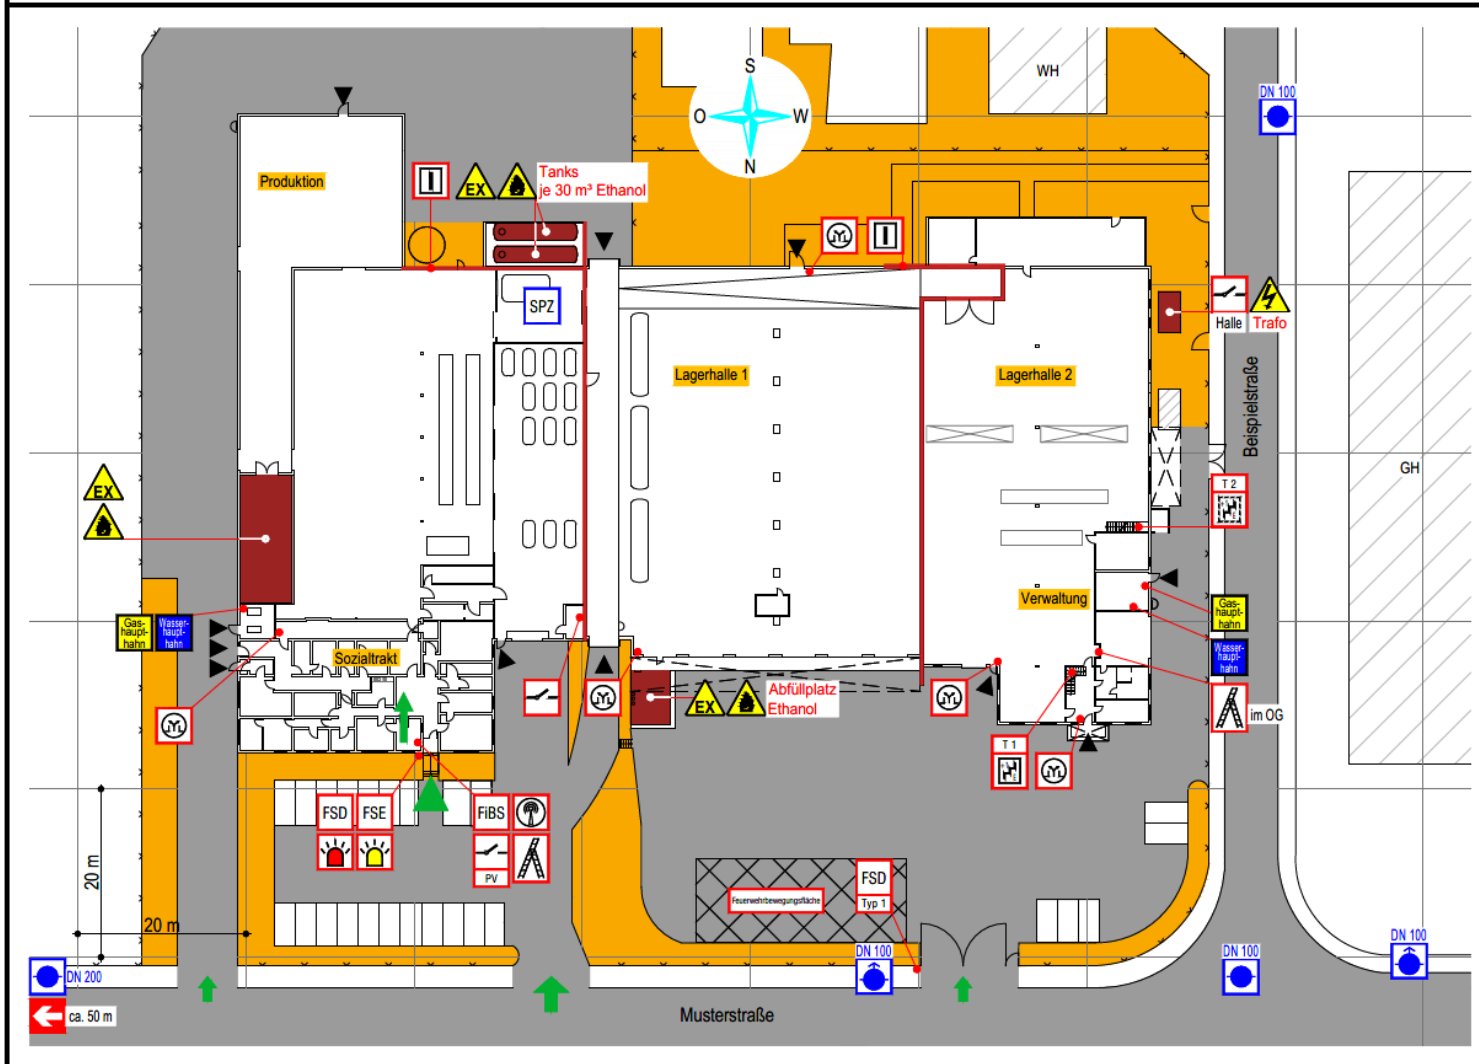 WH
DN 100
S
O
W
N
Produktion
EX
Tanks
je 30 m³ Ethanol
SPZ
Halle
Trafo
Lagerhalle 1
Lagerhalle 2
Beispielstraße
GH
EX
T 2
Gas-
haupt-
hahn
Wasser-
haupt-
hahn
Verwaltung
Gas-
haupt-
hahn
Wasser-
haupt-
hahn
Sozialtrakt
EX
Abfüllplatz
Ethanol
im OG
T 1
FSD
FSE
FiBS
PV
20 m
20 m
Feuerwehrbewegungsfläche
FSD
Typ 1
DN 200
DN 100
DN 100
DN 100
ca. 50 m
Musterstraße